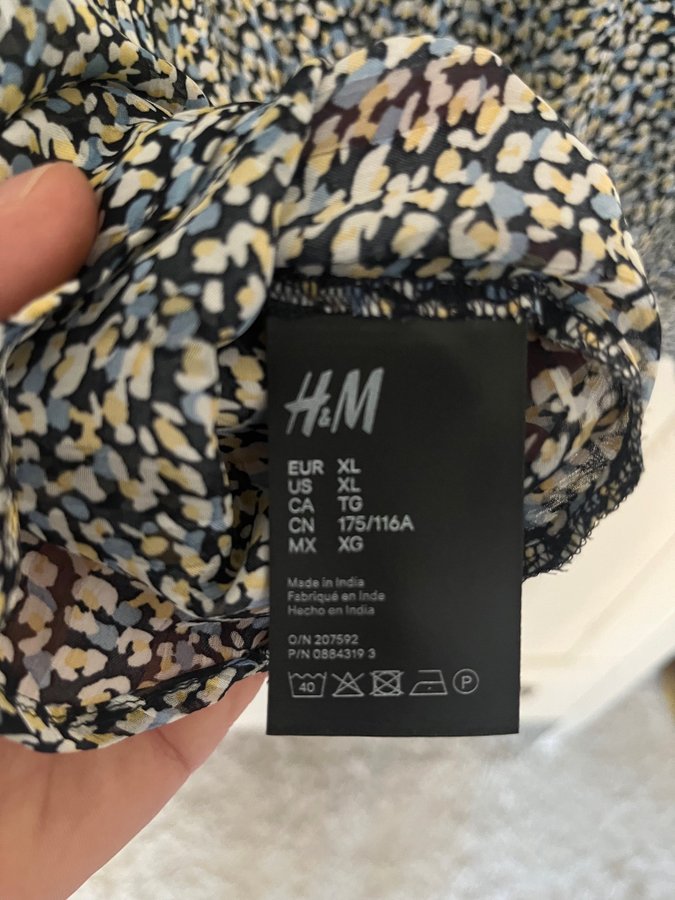 H&M
EUR XL
US XL
CA TG
CN 175/116A
MX XG
Made in India
Fabriqué en Inde
Hecho en India
O/N 207592
P/N 0884319 3
40 P